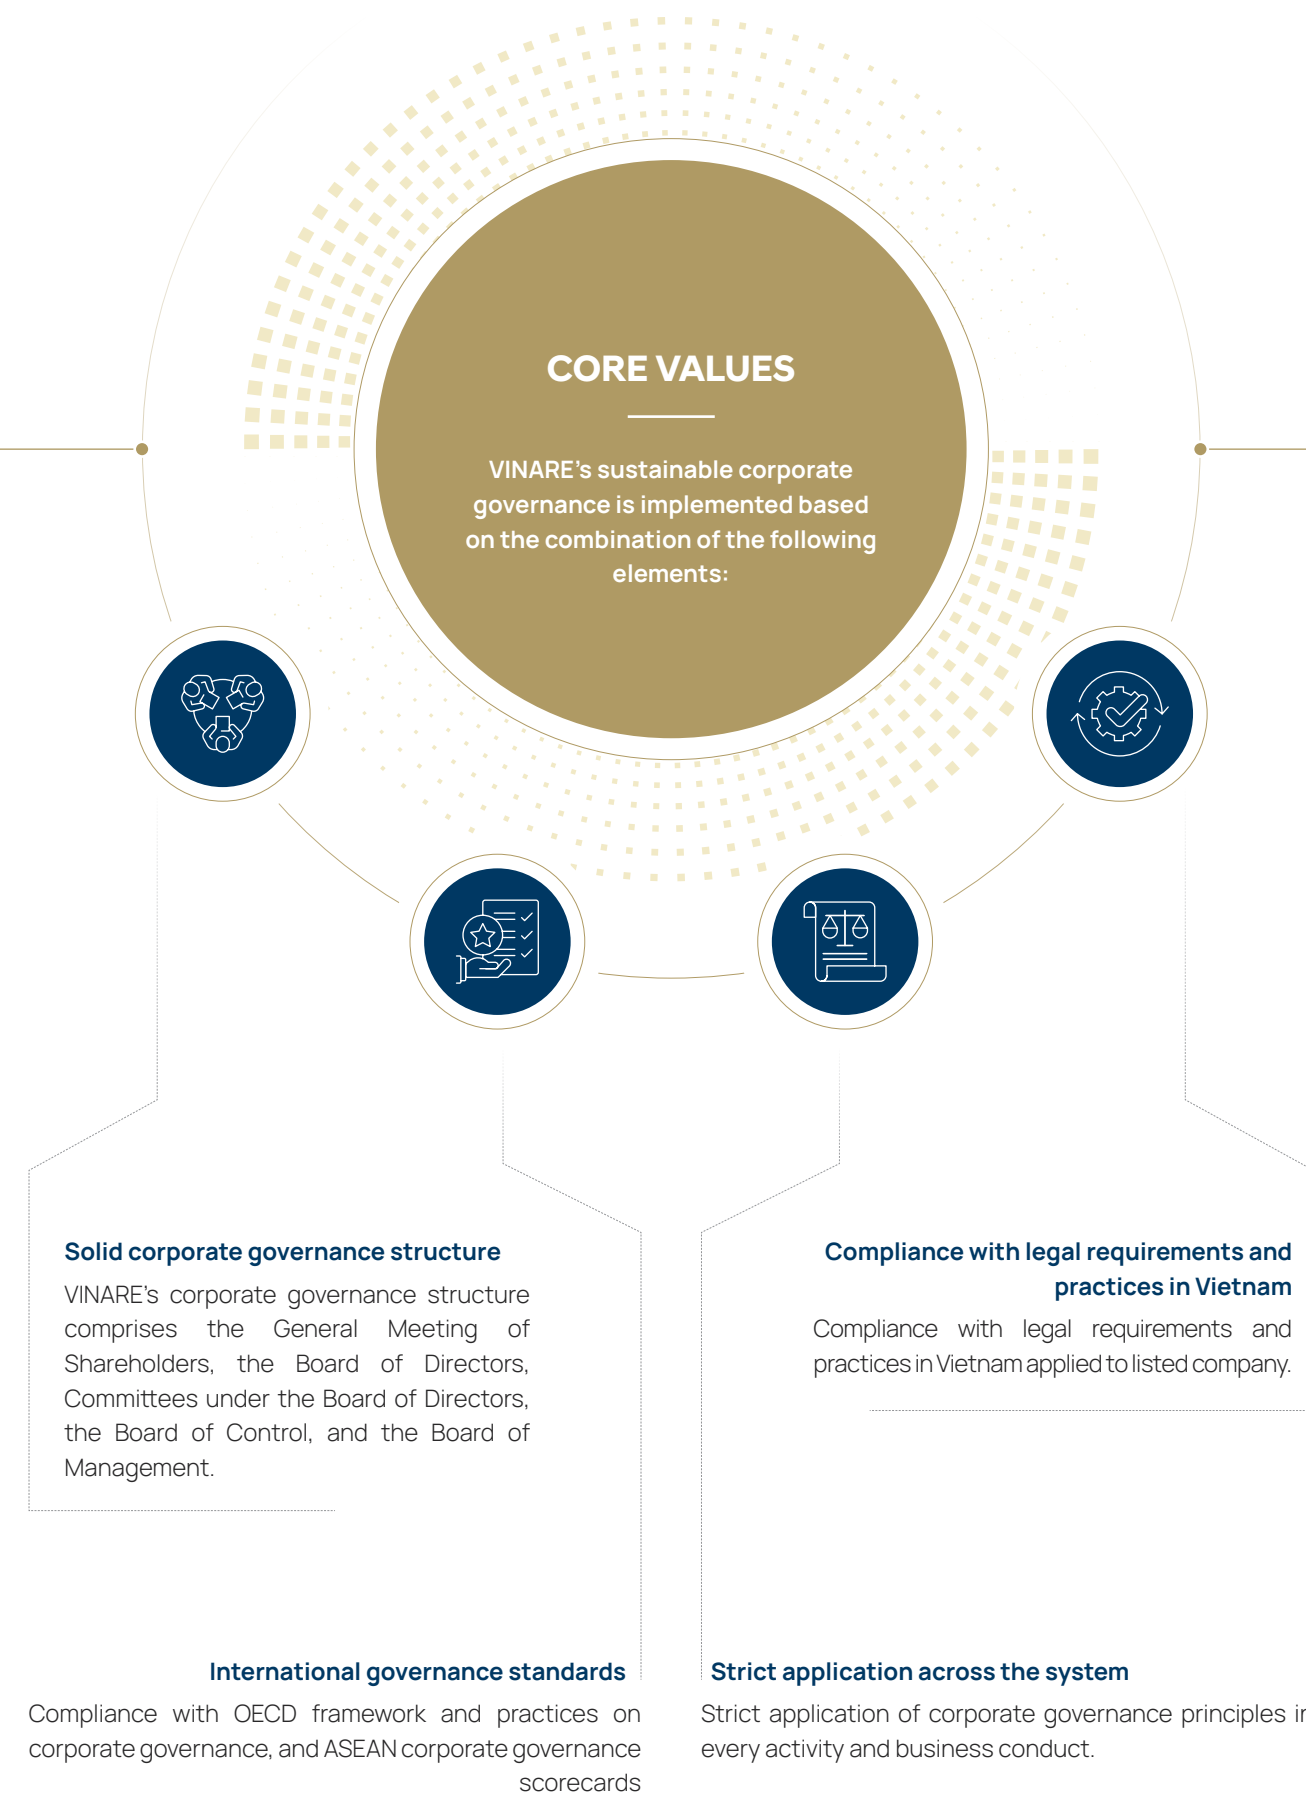 CORE VALUES
VINARE's sustainable corporate
governance is implemented based
on the combination of the following
elements:
Solid corporate governance structure
VINARE's corporate governance structure
comprises the General Meeting of
Shareholders, the Board of Directors,
Committees under the Board of Directors,
the Board of Control, and the Board of
Management.
Compliance with legal requirements and
practices in Vietnam
Compliance with legal requirements and
practices in Vietnam applied to listed company.
International governance standards
Compliance with OECD framework and practices on
corporate governance, and ASEAN corporate governance
scorecards
Strict application across the system
Strict application of corporate governance principles in
every activity and business conduct.